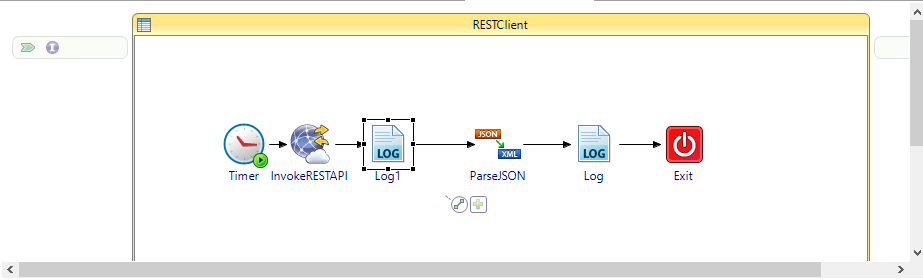 RESTClient
JSON
XML
LOG
LOG
Timer
InvokeRESTAPI
Log1
ParseJSON
Log
Exit